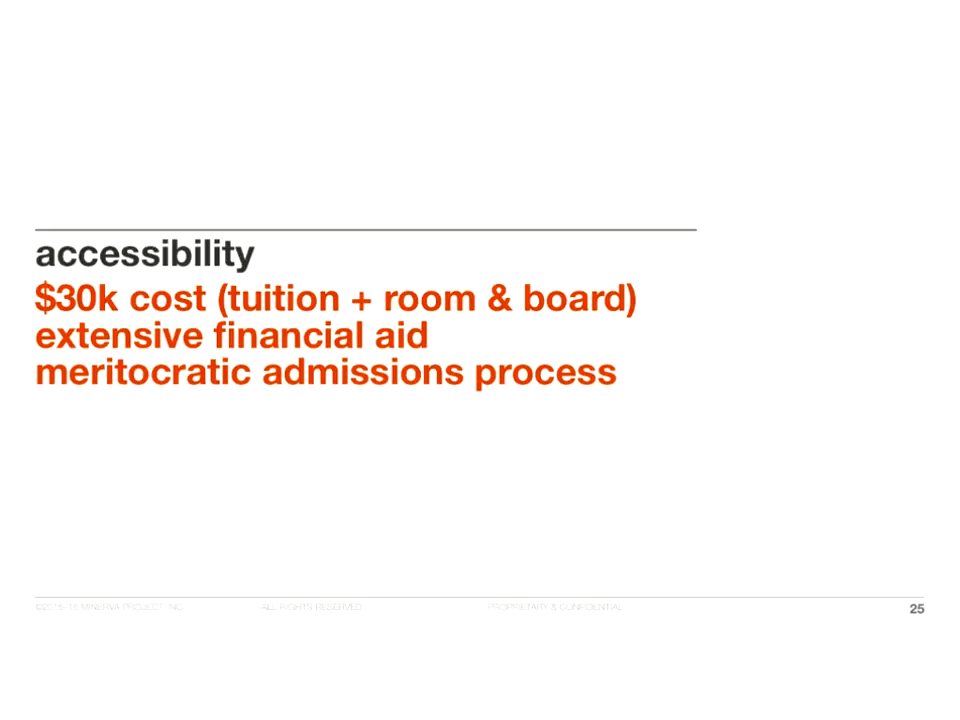 accessibility
$30k cost (tuition + room & board)
extensive financial aid
meritocratic admissions process
MINERVA PROJECT, INC. ALL RIGHTS RESERVED PROPRIETARY & CONFIDENTIAL 25